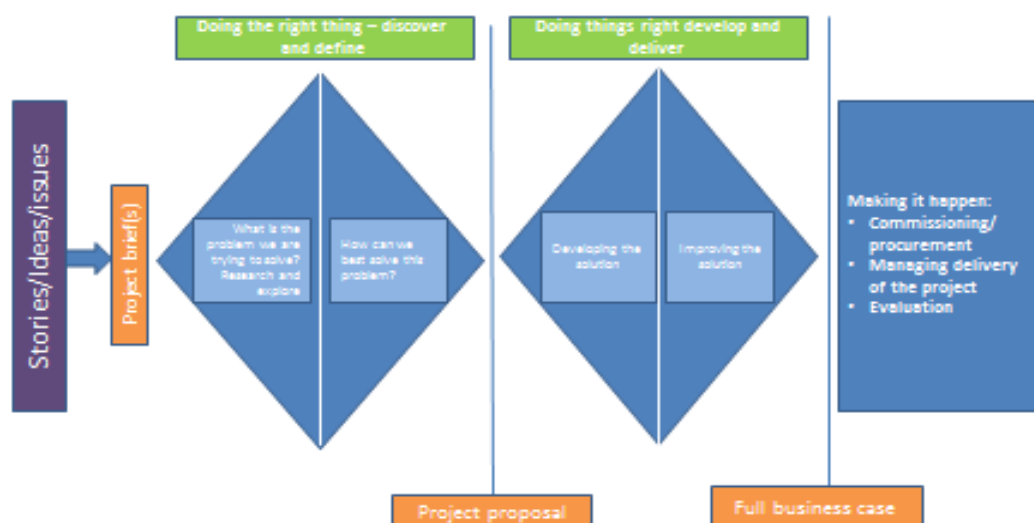 Doing the right thing – discover
and define
Doing things right develop and
deliver
Stories/Ideas/issues
Project brief(s)
What is the
problem we are
trying to solve?
Research and
explore
How can we
best solve this
problem?
Developing the
solution
Improving the
solution
Making it happen:
• Commissioning/
procurement
• Managing delivery
of the project
• Evaluation
Project proposal
Full business case